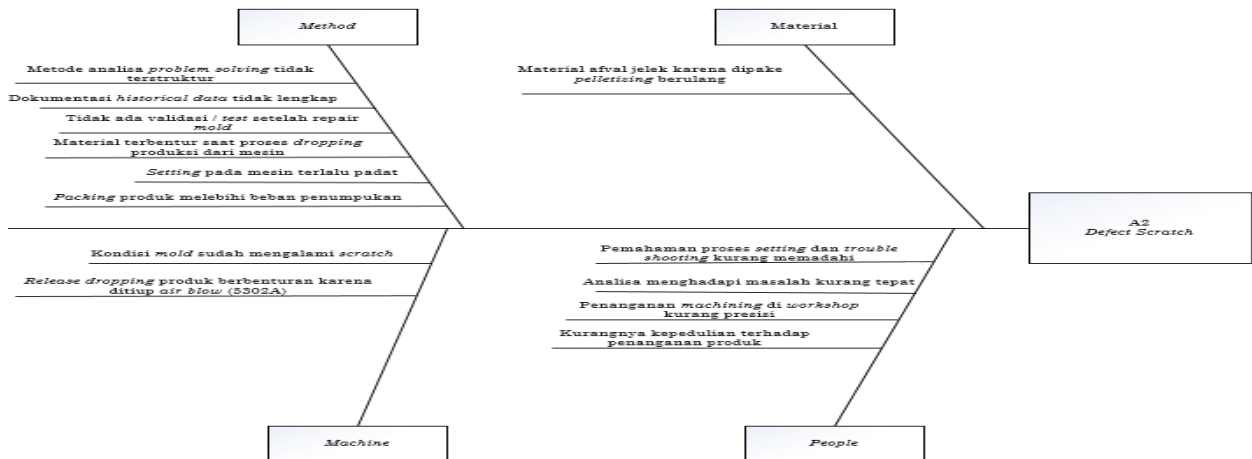 Method
Material
Metode analisa problem solving tidak
terstruktur
Dokumentasi historical data tidak lengkap
Tidak ada validasi / test setelah repair
mold
Material terbentur saat proses dropping
produksi dari mesin
Setting pada mesin terlalu padat
Packing produk melebihi beban penumpukan
Material afval jelek karena dipake
pelletizing berulang
A2
Defect Scratch
Kondisi mold sudah mengalami scratch
Release dropping produk berbenturan karena
ditiup air blow (5302A)
Pemahaman proses setting dan trouble
shooting kurang memadahi
Analisa menghadapi masalah kurang tepat
Penanganan machining di workshop
kurang presisi
Kurangnya kepedulian terhadap
penanganan produk
Machine
People